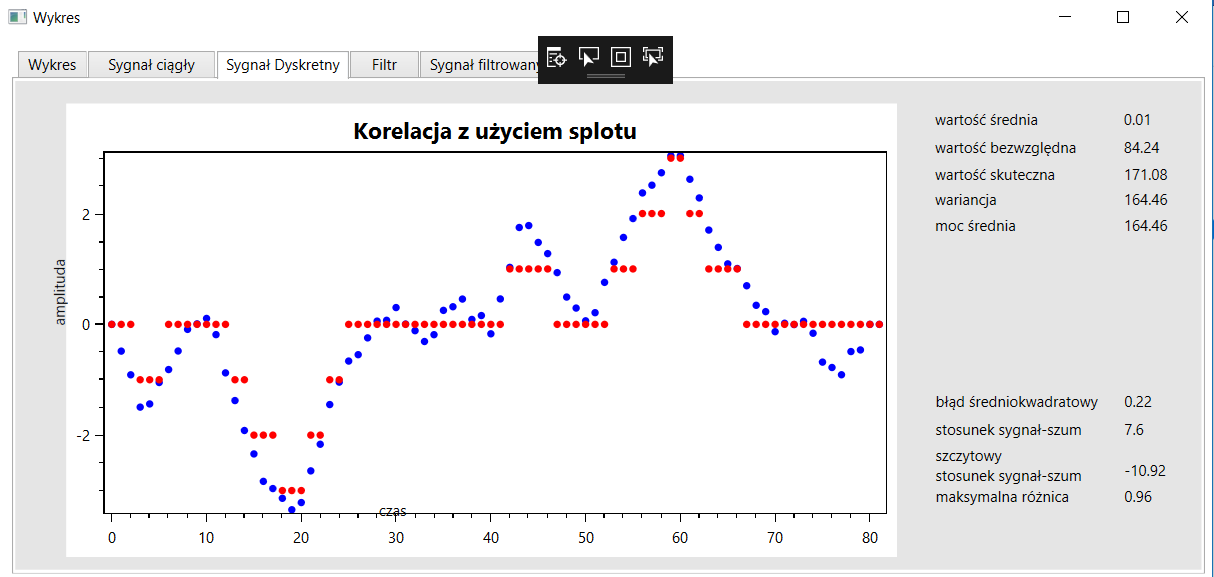 Wykres
Wykres Sygnał ciągły Sygnał Dyskretny Filtr Sygnał filtrowany
Korelacja z użyciem splotu
amplituda
2
0
-2
czas
0 10 20 30 40 50 60 70 80
wartość średnia 0.01
wartość bezwzględna 84.24
wartość skuteczna 171.08
wariancja 164.46
moc średnia 164.46
błąd średniokwadratowy 0.22
stosunek sygnał-szum 7.6
szczytowy
stosunek sygnał-szum -10.92
maksymalna różnica 0.96